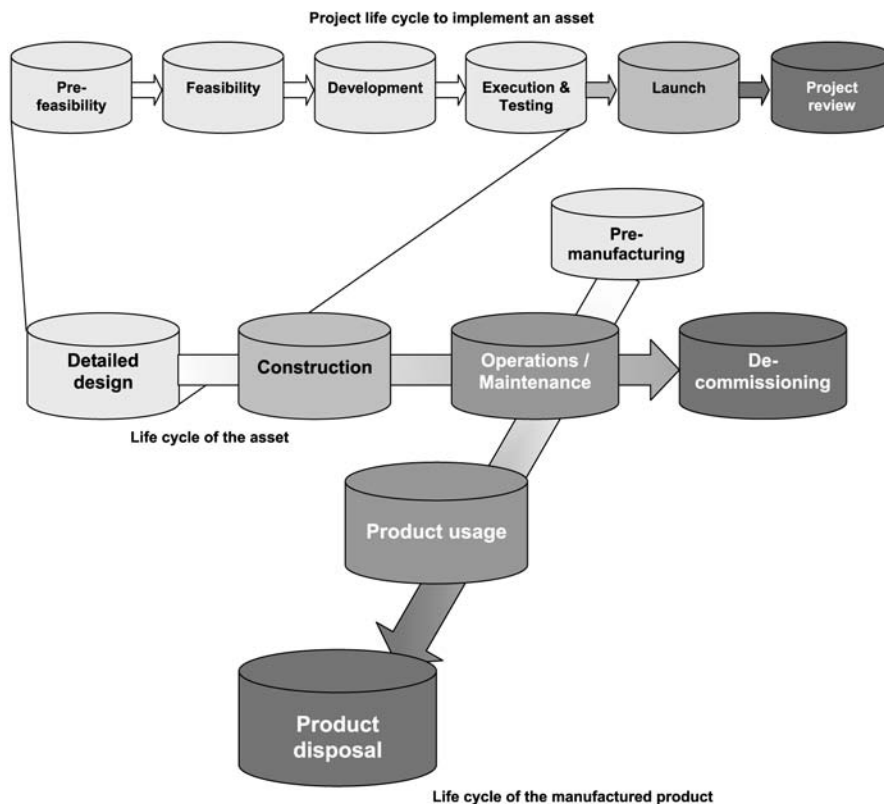 Project life cycle to implement an asset
Pre-
feasibility
Feasibility
Development
Execution &
Testing
Launch
Project
review
Pre-
manufacturing
Detailed
design
Construction
Operations /
Maintenance
De-
commissioning
Life cycle of the asset
Product usage
Product
disposal
Life cycle of the manufactured product